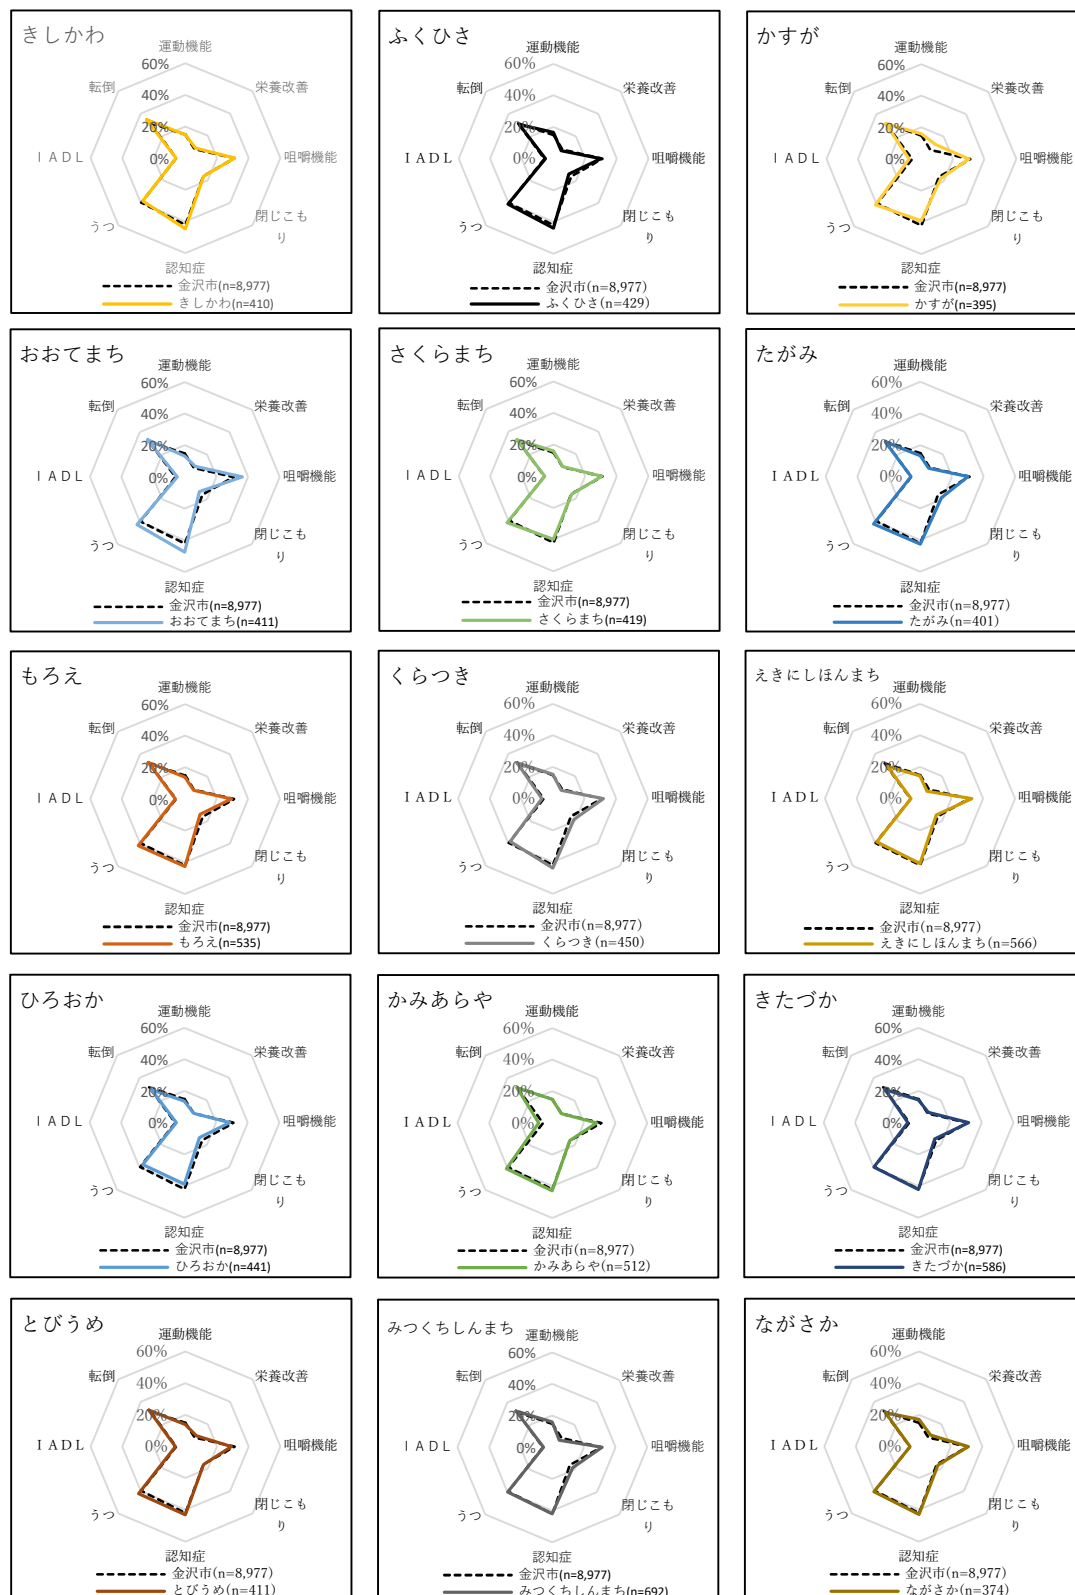 きしかわ
運動機能
60%
転倒
栄養改善
40%
20%
ＩＡＤＬ
0%
咀嚼機能
うつ
閉じこも
り
認知症
金沢市(n=8,977)
きしかわ(n=410)
ふくひさ
運動機能
60%
転倒
栄養改善
40%
20%
ＩＡＤＬ
0%
咀嚼機能
うつ
閉じこも
り
認知症
金沢市(n=8,977)
ふくひさ(n=429)
かすが
運動機能
60%
転倒
栄養改善
40%
20%
ＩＡＤＬ
0%
咀嚼機能
うつ
閉じこも
り
認知症
金沢市(n=8,977)
かすが(n=395)
おおてまち
運動機能
60%
転倒
栄養改善
40%
20%
ＩＡＤＬ
0%
咀嚼機能
うつ
閉じこも
り
認知症
金沢市(n=8,977)
おおてまち(n=411)
さくらまち
運動機能
60%
転倒
栄養改善
40%
20%
ＩＡＤＬ
0%
咀嚼機能
うつ
閉じこも
り
認知症
金沢市(n=8,977)
さくらまち(n=419)
たがみ
運動機能
60%
転倒
栄養改善
40%
20%
ＩＡＤＬ
0%
咀嚼機能
うつ
閉じこも
り
認知症
金沢市(n=8,977)
たがみ(n=401)
もろえ
運動機能
60%
転倒
栄養改善
40%
20%
ＩＡＤＬ
0%
咀嚼機能
うつ
閉じこも
り
認知症
金沢市(n=8,977)
もろえ(n=535)
くらつき
運動機能
60%
転倒
栄養改善
40%
20%
ＩＡＤＬ
0%
咀嚼機能
うつ
閉じこも
り
認知症
金沢市(n=8,977)
くらつき(n=450)
えきにしほんまち
運動機能
60%
転倒
栄養改善
40%
20%
ＩＡＤＬ
0%
咀嚼機能
うつ
閉じこも
り
認知症
金沢市(n=8,977)
えきにしほんまち(n=566)
ひろおか
運動機能
60%
転倒
栄養改善
40%
20%
ＩＡＤＬ
0%
咀嚼機能
うつ
閉じこも
り
認知症
金沢市(n=8,977)
ひろおか(n=441)
かみあらや
運動機能
60%
転倒
栄養改善
40%
20%
ＩＡＤＬ
0%
咀嚼機能
うつ
閉じこも
り
認知症
金沢市(n=8,977)
かみあらや(n=512)
きたづか
運動機能
60%
転倒
栄養改善
40%
20%
ＩＡＤＬ
0%
咀嚼機能
うつ
閉じこも
り
認知症
金沢市(n=8,977)
きたづか(n=586)
とびうめ
運動機能
60%
転倒
栄養改善
40%
20%
ＩＡＤＬ
0%
咀嚼機能
うつ
閉じこも
り
認知症
金沢市(n=8,977)
とびうめ(n=411)
みつくちしんまち
運動機能
60%
転倒
栄養改善
40%
20%
ＩＡＤＬ
0%
咀嚼機能
うつ
閉じこも
り
認知症
金沢市(n=8,977)
みつくちしんまち(n=692)
ながさか
運動機能
60%
転倒
栄養改善
40%
20%
ＩＡＤＬ
0%
咀嚼機能
うつ
閉じこも
り
認知症
金沢市(n=8,977)
ながさか(n=374)